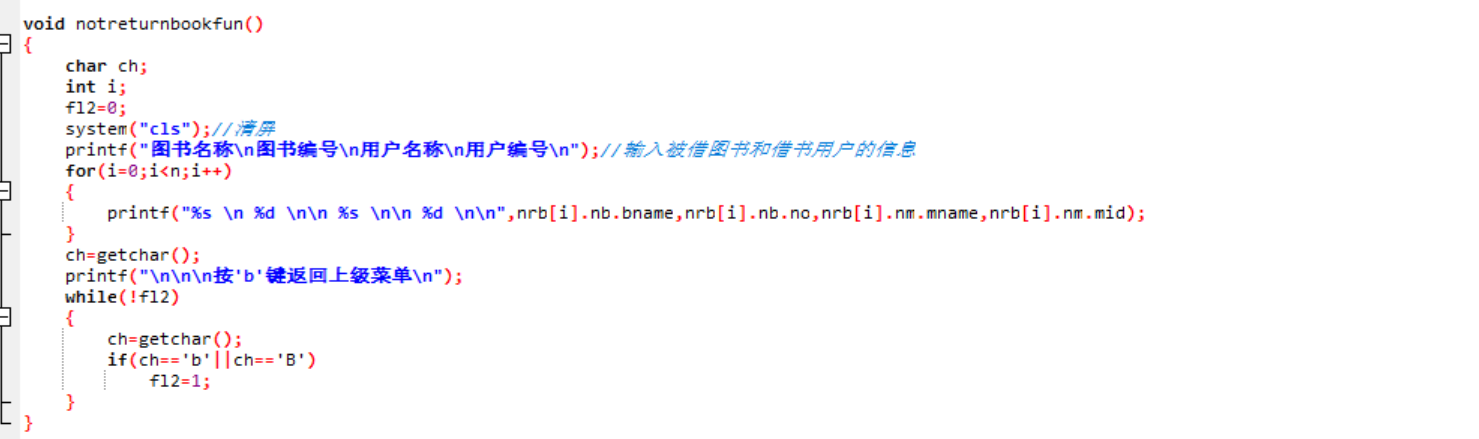 void notreturnbookfun()
{
    char ch;
    int i;
    fl2=0;
    system("cls");//清屏
    printf("图书名称\n图书编号\n用户名称\n用户编号\n");//输入被借图书和借书用户的信息
    for(i=0;i<n;i++)
    {
        printf("%s \n %d \n\n %s \n\n %d \n\n",nrb[i].nb.bname,nrb[i].nb.no,nrb[i].nm.mname,nrb[i].nm.mid);
    }
    ch=getchar();
    printf("\n\n\n按'b'键返回上级菜单\n");
    while(!fl2)
    {
        ch=getchar();
        if(ch=='b'||ch=='B')
            fl2=1;
    }
}